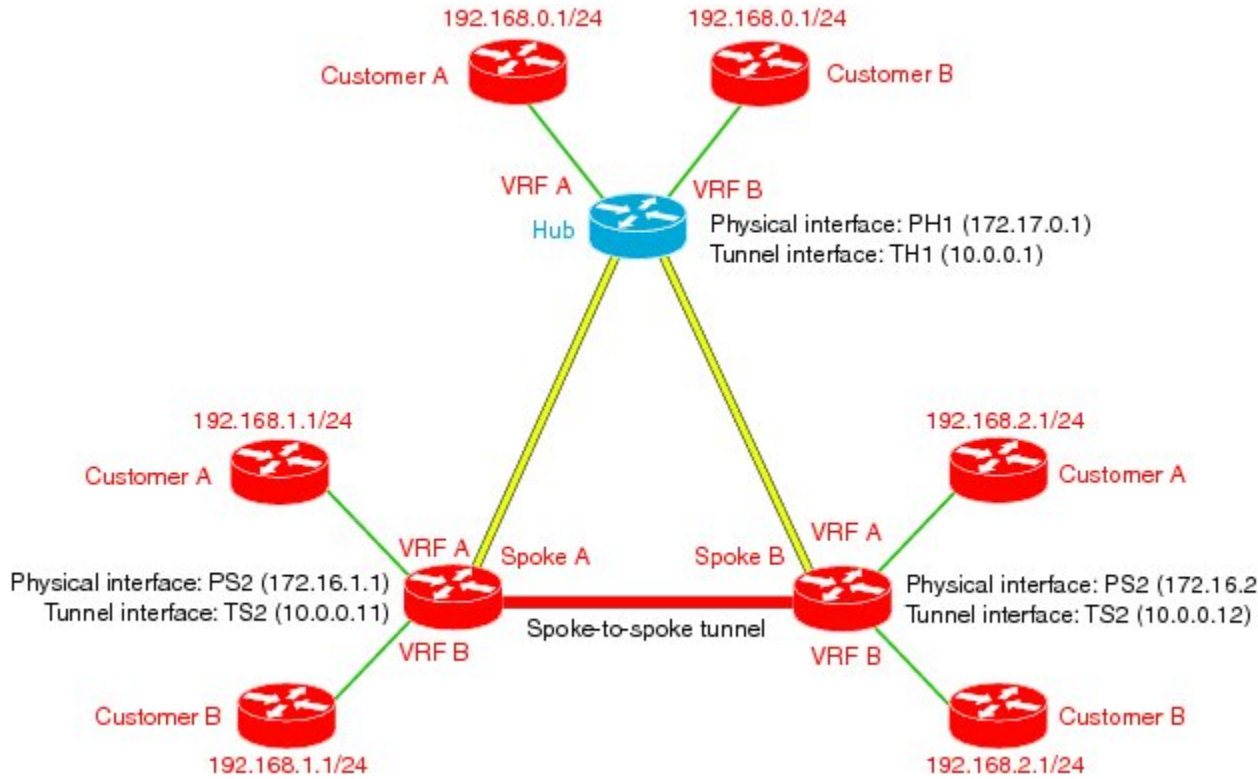 192.168.0.1/24
192.168.0.1/24
Customer A
Customer B
VRF A
VRF B
Hub
Physical interface: PH1 (172.17.0.1)
Tunnel interface: TH1 (10.0.0.1)
192.168.1.1/24
192.168.2.1/24
Customer A
Customer A
VRF A
Spoke A
Spoke B
VRF A
Physical interface: PS2 (172.16.1.1)
Tunnel interface: TS2 (10.0.0.11)
Physical interface: PS2 (172.16.2
Tunnel interface: TS2 (10.0.0.12)
Spoke-to-spoke tunnel
VRF B
VRF B
Customer B
Customer B
192.168.1.1/24
192.168.2.1/24